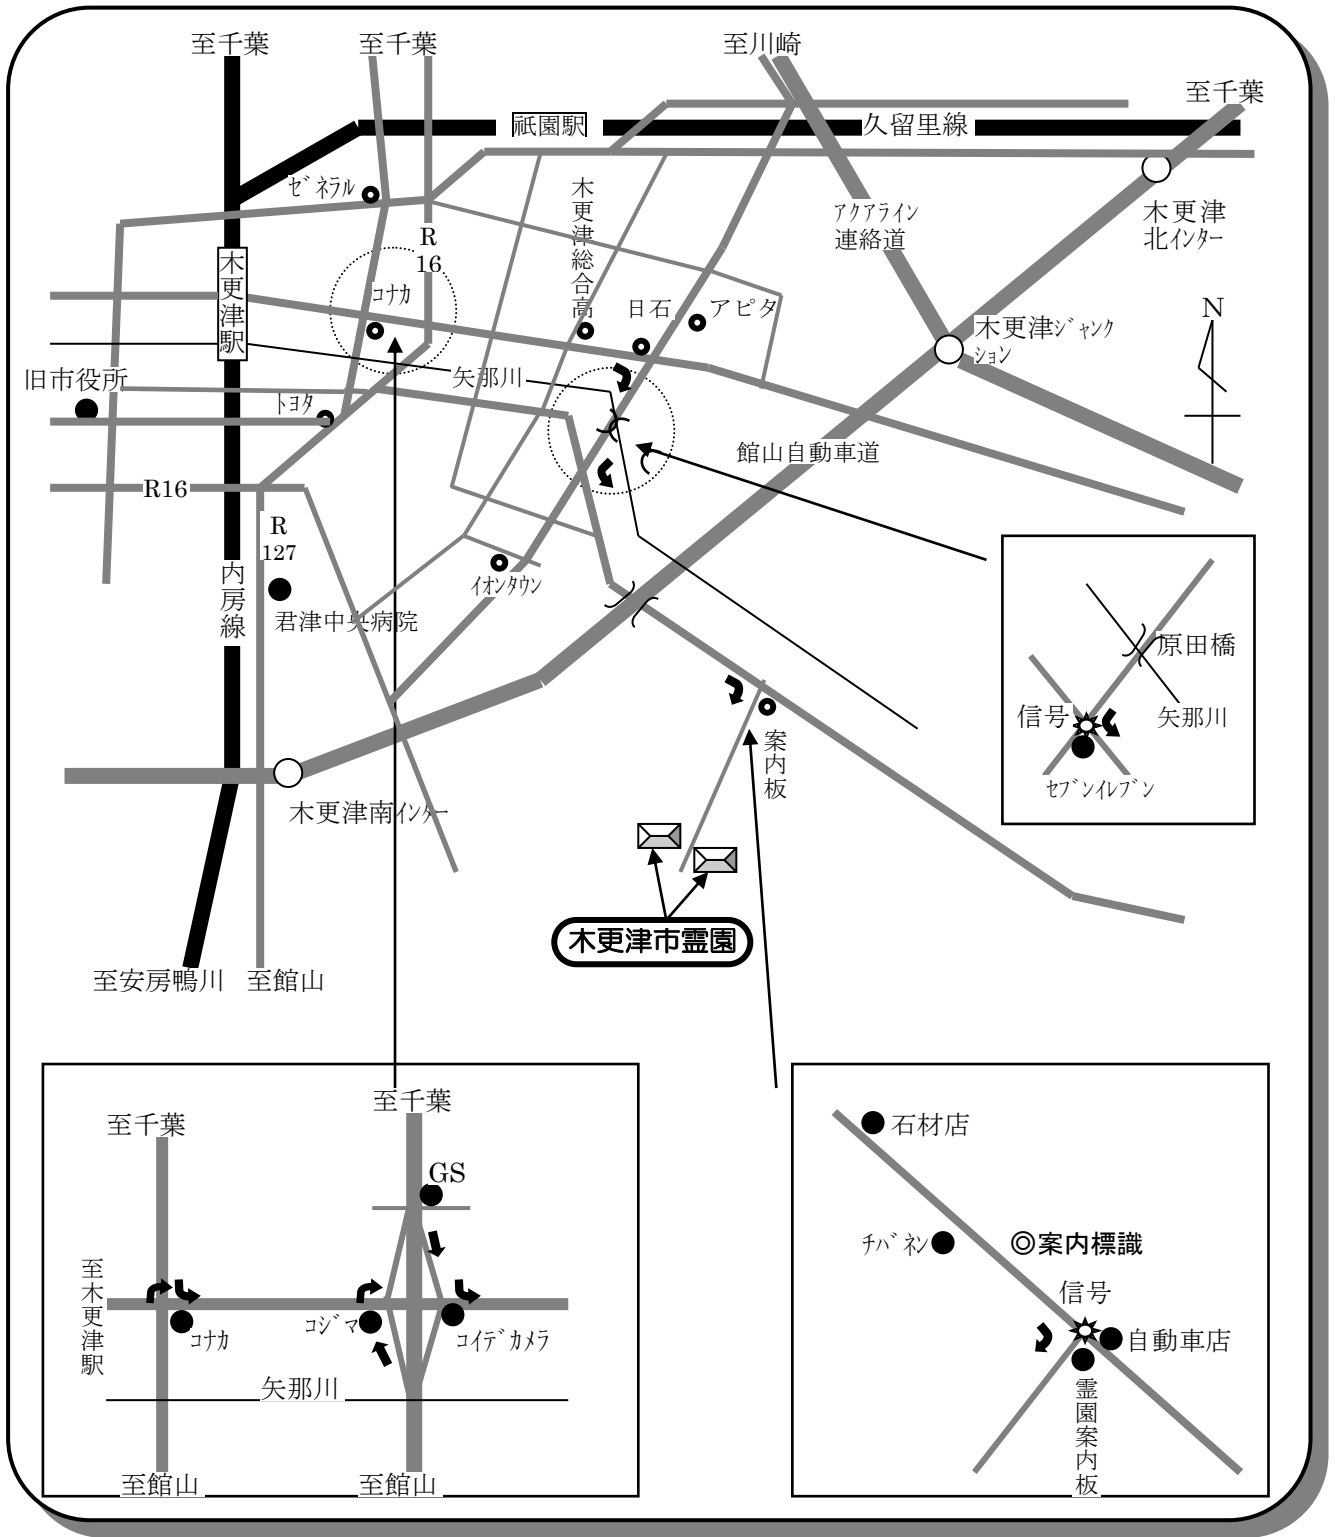 至千葉
至千葉
至川崎
至千葉
祇園駅
久留里線
ｾﾞﾈﾗﾙ
木更津総合高
R
16
ｱｸｱﾗｲﾝ
連絡道
木更津
北ｲﾝﾀｰ
木更津駅
ｺﾅｶ
日石
アピタ
N
木更津ｼﾞｬﾝｸ
ｼｮﾝ
旧市役所
矢那川
ﾄﾖﾀ
館山自動車道
R16
R
127
内房線
ｲｵﾝﾀｳﾝ
君津中央病院
原田橋
信号
矢那川
ｾﾌﾞﾝｲﾚﾌﾞﾝ
案内板
木更津南ｲﾝﾀｰ
木更津市霊園
至安房鴨川
至館山
至千葉
至千葉
GS
至木更津駅
ｺﾅｶ
ｺｼﾞﾏ
ｺｲﾃﾞｶﾒﾗ
矢那川
至館山
至館山
石材店
ﾁﾊﾞﾈﾝ
◎案内標識
信号
自動車店
霊園案内板